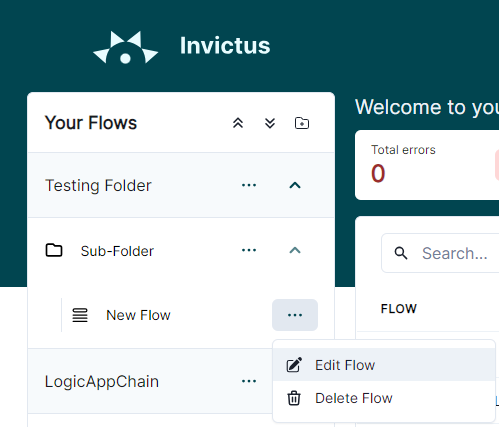 Invictus
Welcome to you
Your Flows
Total errors
0
Testing Folder
Sub-Folder
Search...
FLOW
New Flow
Edit Flow
LogicAppChain
Delete Flow